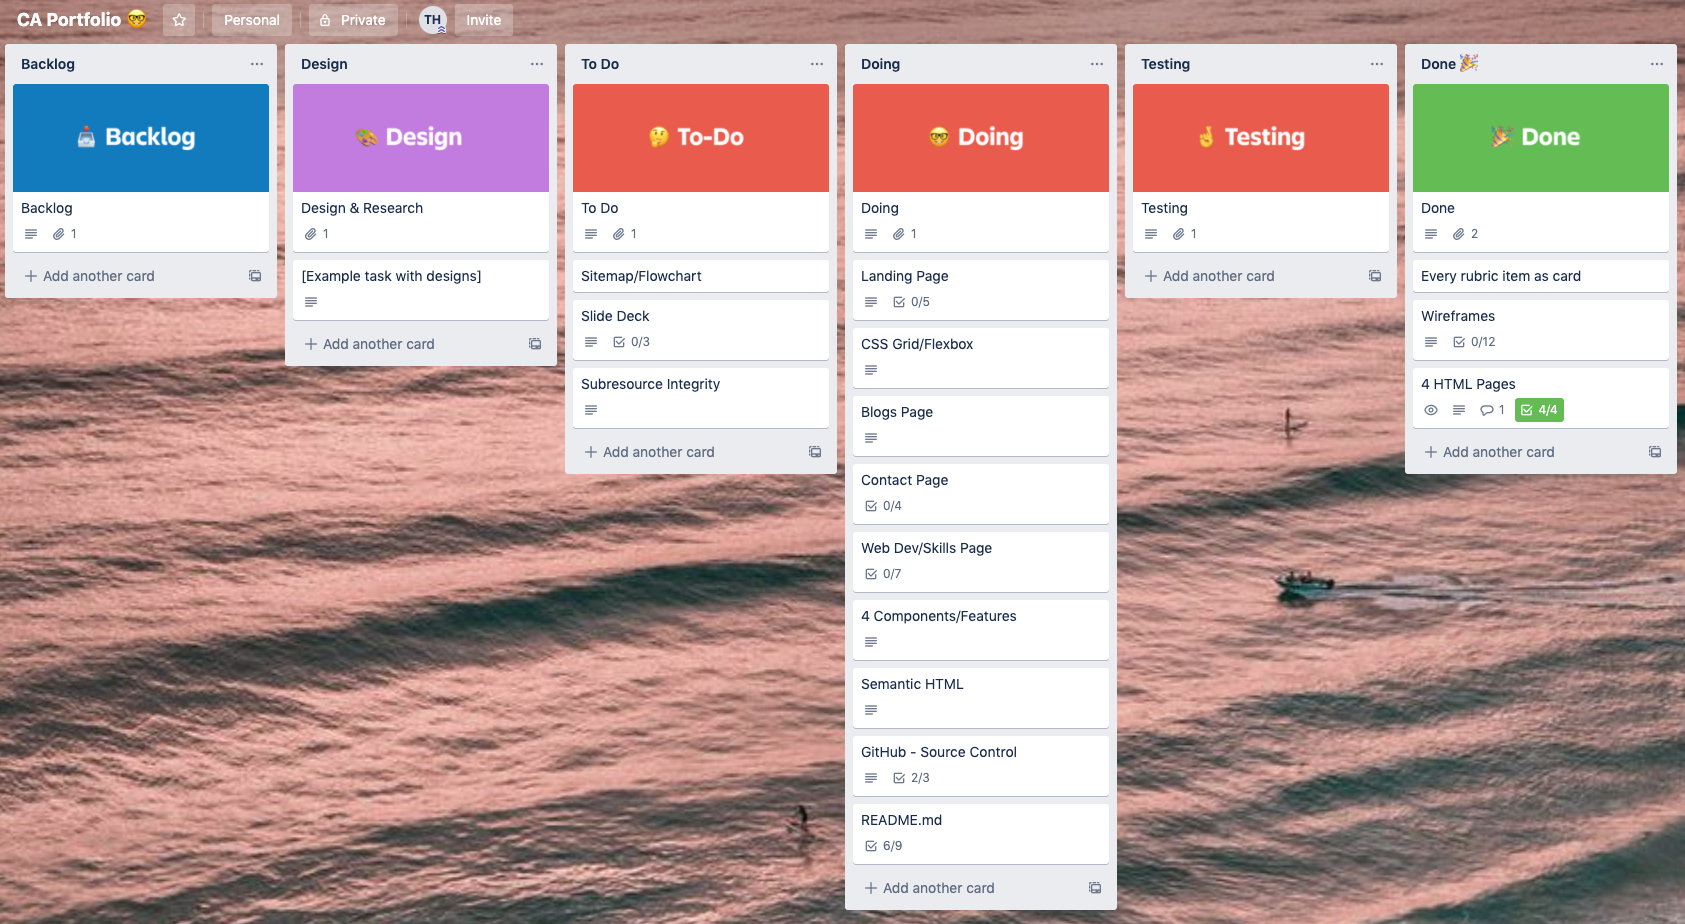 CA Portfolio 🤓
Personal
Private
TH
Invite
Backlog
📥 Backlog
Backlog
1
Add another card
Design
🎨 Design
Design & Research
1
[Example task with designs]
Add another card
To Do
🤔 To-Do
To Do
1
Sitemap/Flowchart
Slide Deck
0/3
Subresource Integrity
Add another card
Doing
🤓 Doing
Doing
1
Landing Page
0/5
CSS Grid/Flexbox
Blogs Page
Contact Page
0/4
Web Dev/Skills Page
0/7
4 Components/Features
Semantic HTML
GitHub - Source Control
2/3
README.md
6/9
Add another card
Testing
🤞 Testing
Testing
1
Add another card
Done 🎉
🎉 Done
Done
2
Every rubric item as card
Wireframes
0/12
4 HTML Pages
1
4/4
Add another card